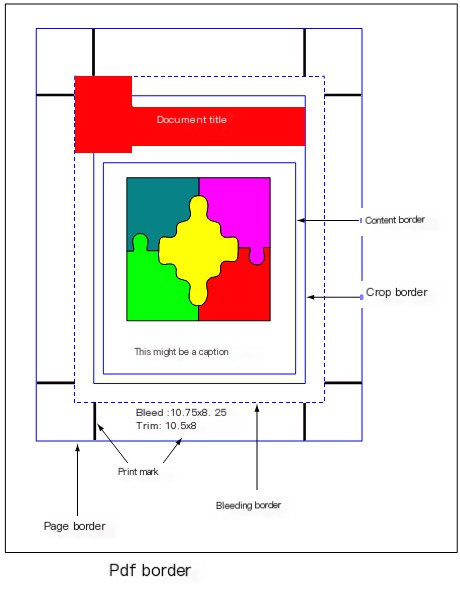 Document title
Content border
Crop border
This might be a caption
Bleed :10.75x8. 25
Trim: 10.5x8
Print mark
Bleeding border
Page border
Pdf border